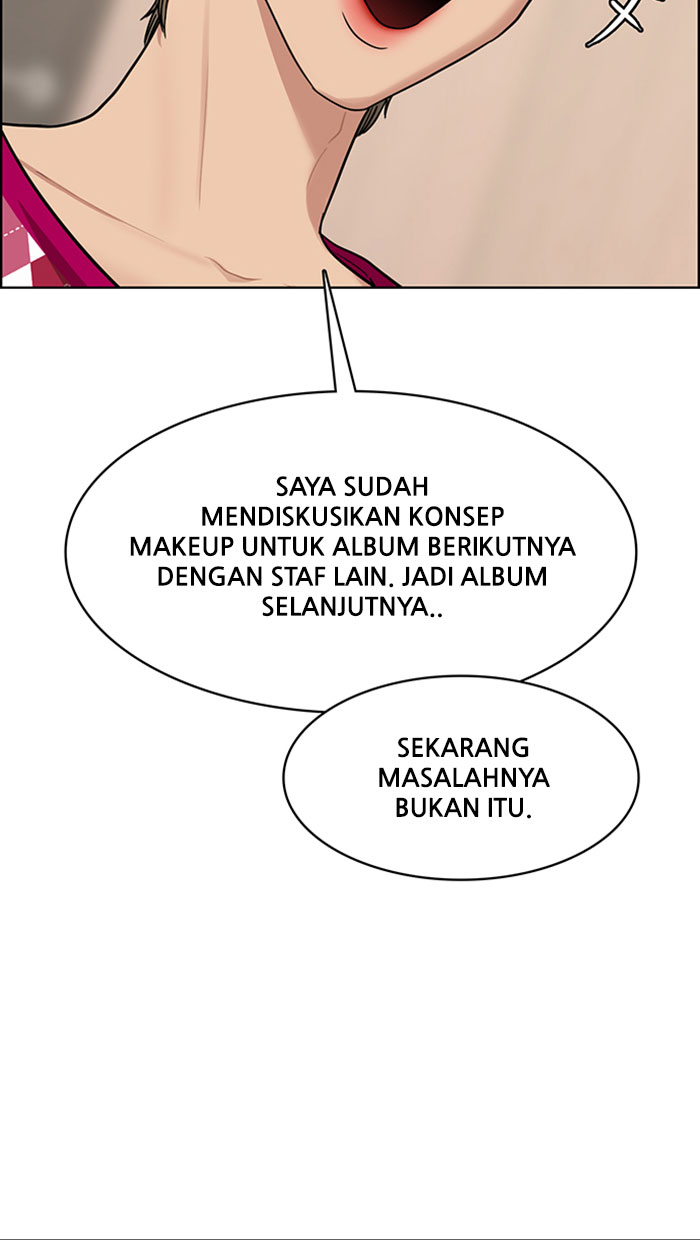 SAYA SUDAH
MENDISKUSIKAN KONSEP
MAKEUP UNTUK ALBUM BERIKUTNYA
DENGAN STAF LAIN. JADI ALBUM
SELANJUTNYA..
SEKARANG
MASALAHNYA
BUKAN ITU.